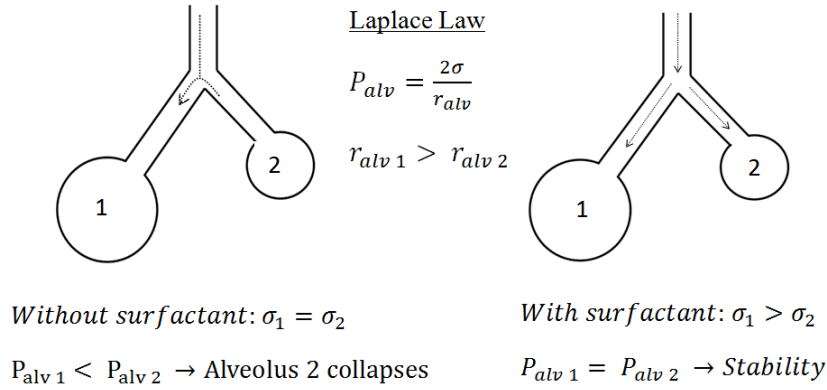 Laplace Law
P_alv = 2σ / r_alv
r_alv 1 > r_alv 2
1
2
Without surfactant: σ₁ = σ₂
P_alv 1 < P_alv 2 → Alveolus 2 collapses
1
2
With surfactant: σ₁ > σ₂
P_alv 1 = P_alv 2 → Stability